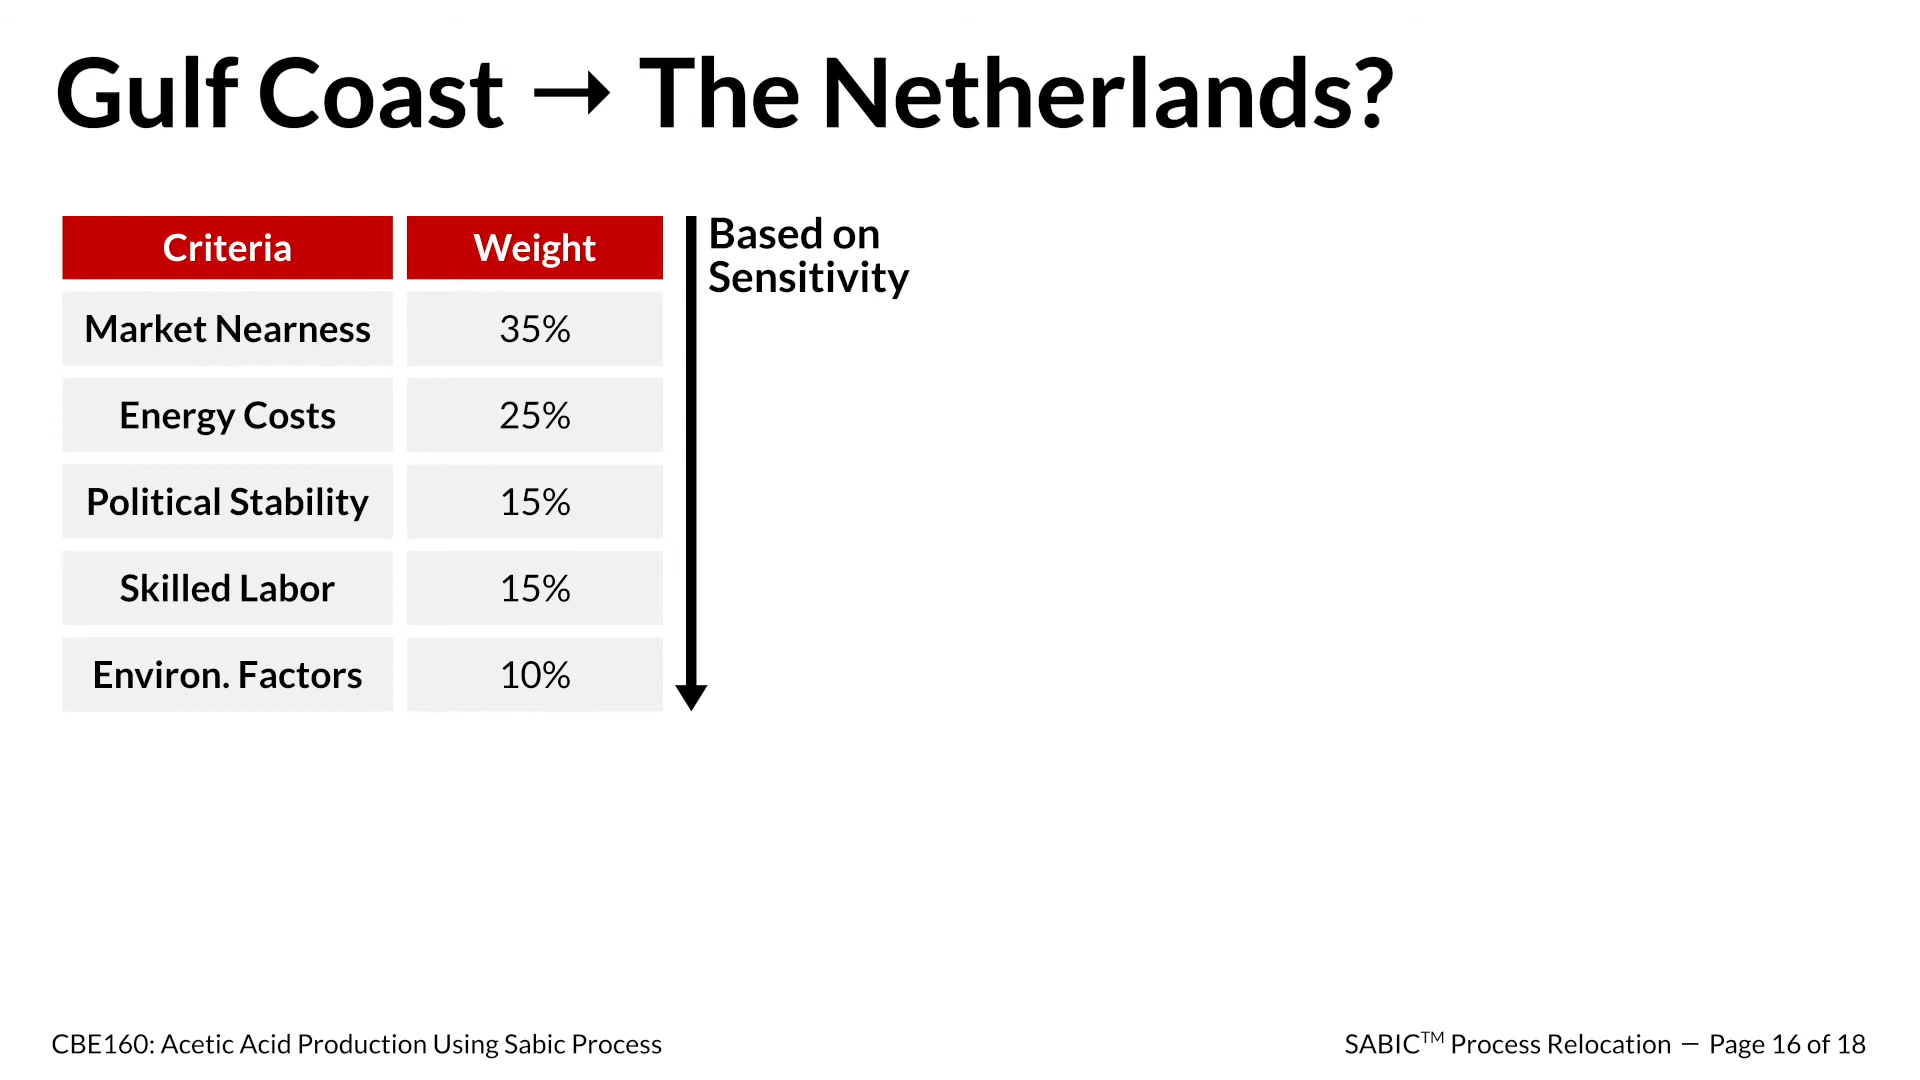 Gulf Coast → The Netherlands?
Criteria Weight
Based on
Sensitivity
Market Nearness 35%
Energy Costs 25%
Political Stability 15%
Skilled Labor 15%
Environ. Factors 10%
CBE160: Acetic Acid Production Using Sabic Process
SABIC™ Process Relocation — Page 16 of 18